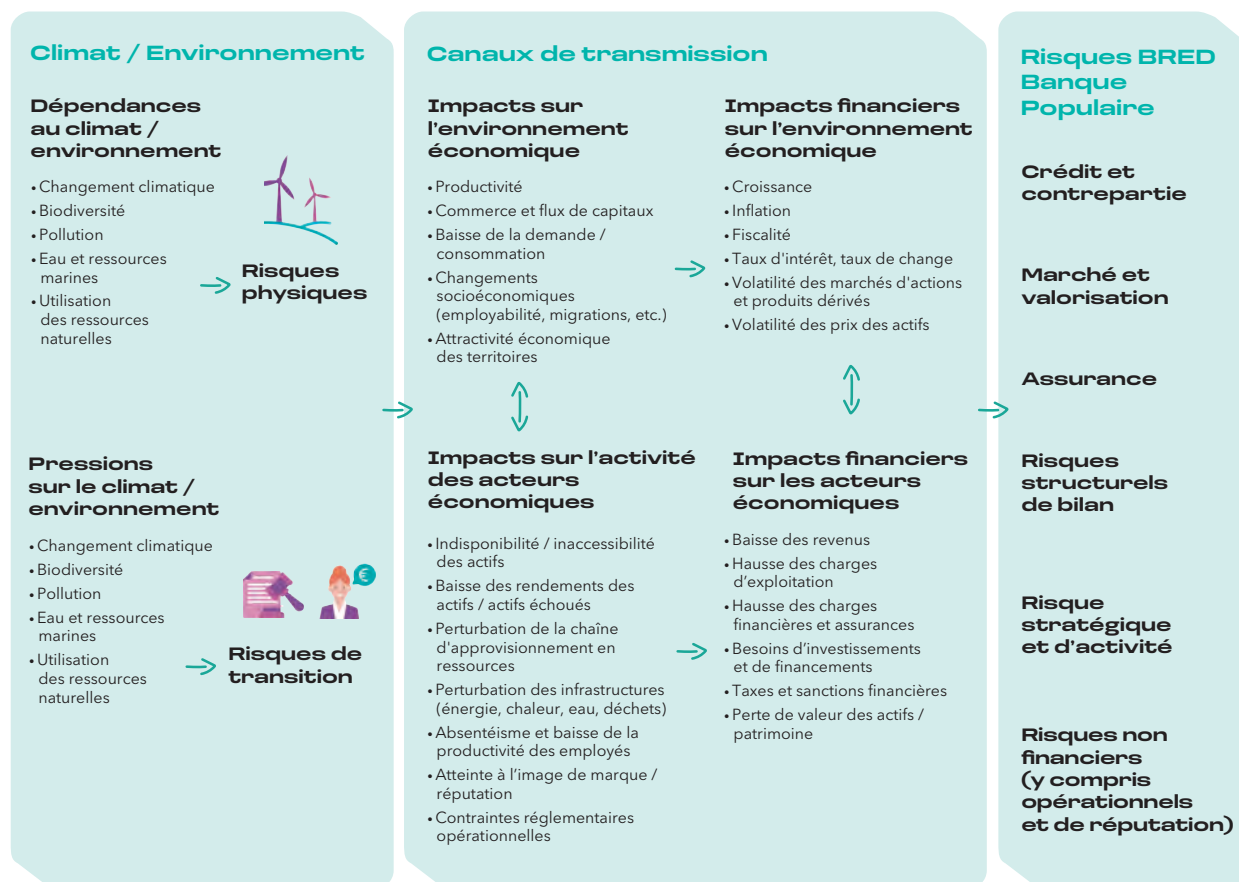 Climat / Environnement
Dépendances
au climat /
environnement
• Changement climatique
• Biodiversité
• Pollution
• Eau et ressources
marines
• Utilisation
des ressources
naturelles
Risques
physiques
Pressions
sur le climat /
environnement
• Changement climatique
• Biodiversité
• Pollution
• Eau et ressources
marines
• Utilisation
des ressources
naturelles
€
Risques de
transition
Canaux de transmission
Impacts sur
l'environnement
économique
• Productivité
• Commerce et flux de capitaux
• Baisse de la demande /
consommation
• Changements
socioéconomiques
(employabilité, migrations, etc.)
• Attractivité économique
des territoires
Impacts financiers
sur l'environnement
économique
• Croissance
• Inflation
• Fiscalité
• Taux d'intérêt, taux de change
• Volatilité des marchés d'actions
et produits dérivés
• Volatilité des prix des actifs
Impacts sur l'activité
des acteurs
économiques
• Indisponibilité / inaccessibilité
des actifs
• Baisse des rendements des
actifs / actifs échoués
• Perturbation de la chaîne
d'approvisionnement en
ressources
• Perturbation des infrastructures
(énergie, chaleur, eau, déchets)
• Absentéisme et baisse de la
productivité des employés
• Atteinte à l'image de marque /
réputation
• Contraintes réglementaires
opérationnelles
Impacts financiers
sur les acteurs
économiques
• Baisse des revenus
• Hausse des charges
d'exploitation
• Hausse des charges
financières et assurances
• Besoins d'investissements
et de financements
• Taxes et sanctions financières
• Perte de valeur des actifs /
patrimoine
Risques BRED
Banque
Populaire
Crédit et
contrepartie
Marché et
valorisation
Assurance
Risques
structurels
de bilan
Risque
stratégique
et d'activité
Risques non
financiers
(y compris
opérationnels
et de réputation)